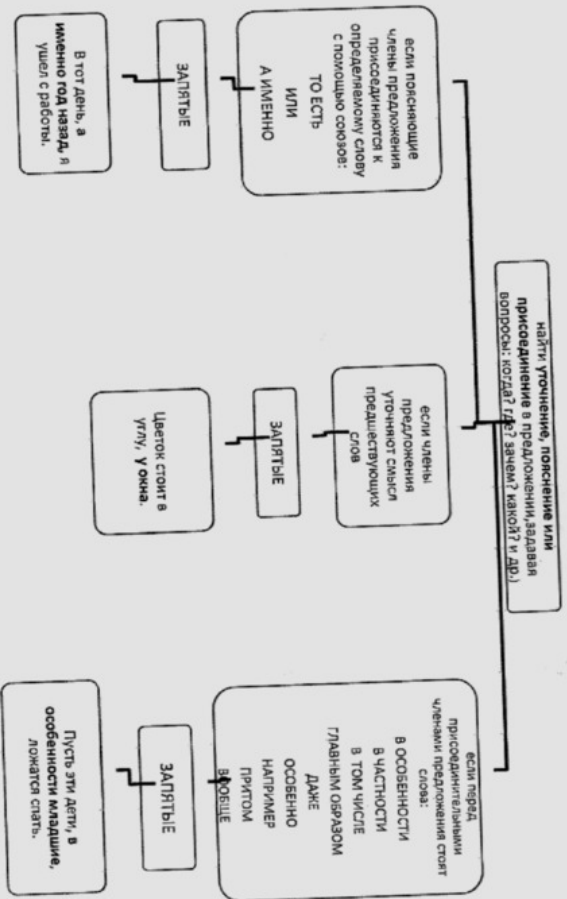 найти уточнение, пояснение или
присоединение в предложении,задавая
вопросы: когда? где? зачем? какой? и др.)
если поясняющие
члены предложения
присоединяются к
определяемому слову
с помощью союзов:
ТО ЕСТЬ
ИЛИ
А ИМЕННО
ЗАПЯТЫЕ
В тот день, а
именно год назад, я
ушел с работы.
если члены
предложения
уточняют смысл
предшествующих
слов
ЗАПЯТЫЕ
Цветок стоит в
углу, у окна.
если перед
присоединительными
членами предложения стоят
слова:
В ОСОБЕННОСТИ
В ЧАСТНОСТИ
В ТОМ ЧИСЛЕ
ГЛАВНЫМ ОБРАЗОМ
ДАЖЕ
ОСОБЕННО
НАПРИМЕР
ПРИТОМ
ВООБЩЕ
ЗАПЯТЫЕ
Пусть эти дети, в
особенности младшие,
ложатся спать.